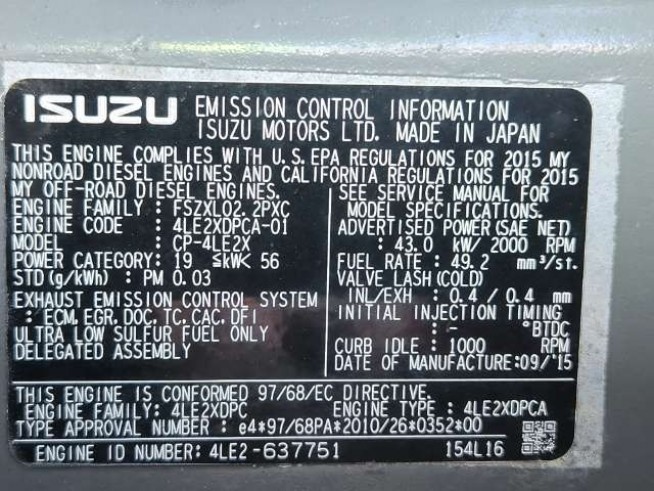 ISUZU EMISSION CONTROL INFORMATION
ISUZU MOTORS LTD. MADE IN JAPAN
THIS ENGINE COMPLIES WITH U.S.EPA REGULATIONS FOR 2015 MY
NONROAD DIESEL ENGINES AND CALIFORNIA REGULATIONS FOR 2015
MY OFF-ROAD DIESEL ENGINES.
ENGINE FAMILY : FSZXL02.2PXC
ENGINE CODE : 4LE2XDPCA-01
MODEL : CP-4LE2X
POWER CATEGORY: 19 ≦kW< 56
STD(g/kWh) : PM 0.03
EXHAUST EMISSION CONTROL SYSTEM
: ECM, EGR, DOC, TC, CAC, DFI
ULTRA LOW SULFUR FUEL ONLY
DELEGATED ASSEMBLY
SEE SERVICE MANUAL FOR
MODEL SPECIFICATIONS.
ADVERTISED POWER(SAE NET)
: 43.0 kW/ 2000 RPM
FUEL RATE : 49.2 mm³/st.
VALVE LASH(COLD)
INL/EXH : 0.4 / 0.4 mm
INITIAL INJECTION TIMING
: - °BTDC
CURB IDLE : 1000 RPM
DATE OF MANUFACTURE:09/'15
THIS ENGINE IS CONFORMED 97/68/EC DIRECTIVE.
ENGINE FAMILY: 4LE2XDPC ENGINE TYPE : 4LE2XDPCA
TYPE APPROVAL NUMBER : e4*97/68PA*2010/26*0352*00
ENGINE ID NUMBER: 4LE2-637751 154L16